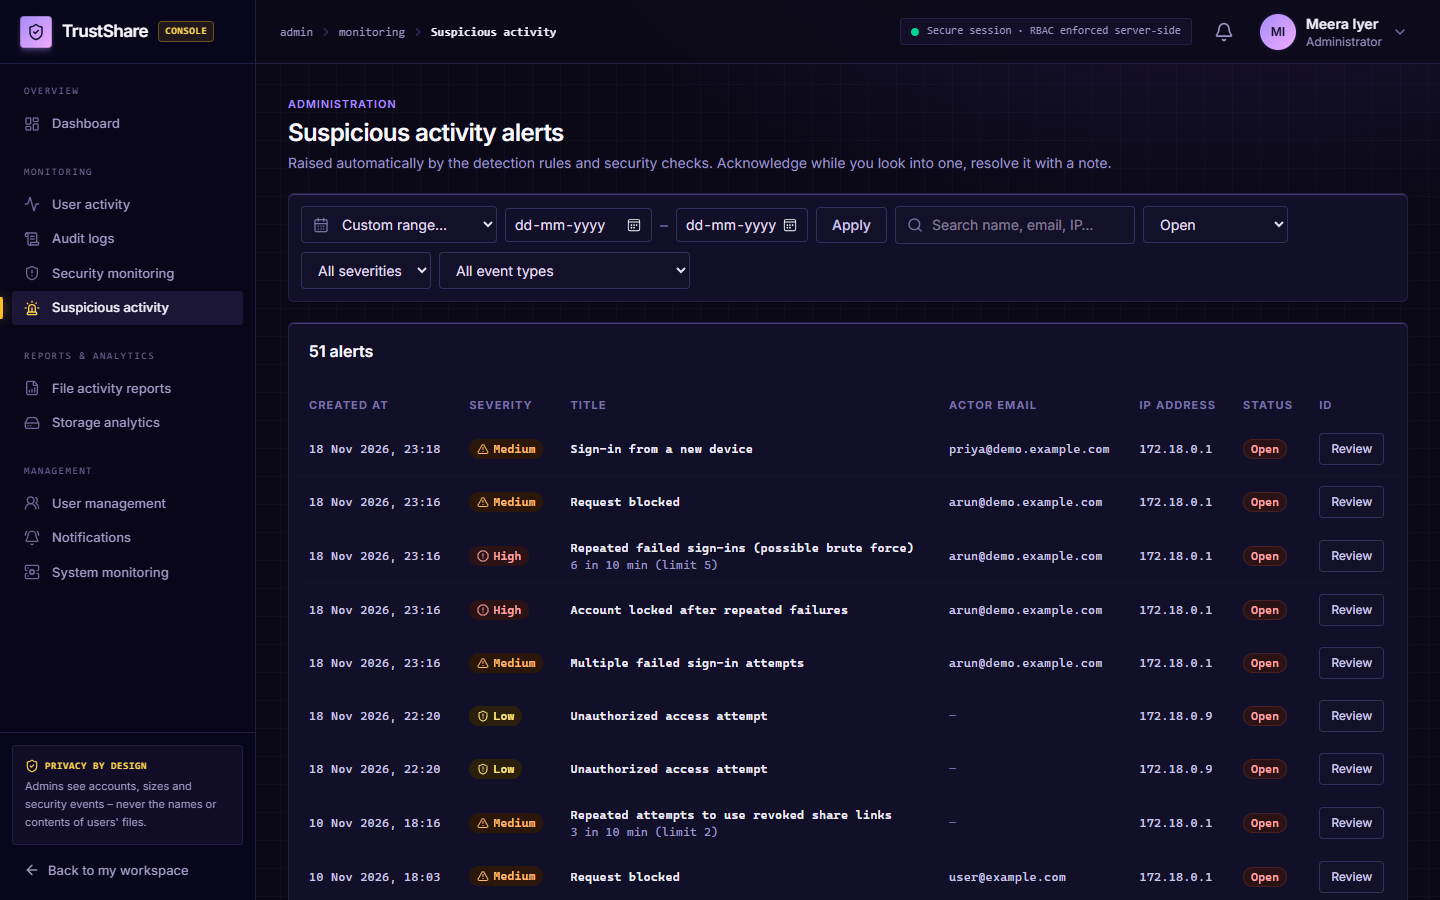 TrustShare CONSOLE
admin > monitoring > Suspicious activity
Secure session · RBAC enforced server-side
MI
Meera Iyer
Administrator
OVERVIEW
Dashboard
MONITORING
User activity
Audit logs
Security monitoring
Suspicious activity
REPORTS & ANALYTICS
File activity reports
Storage analytics
MANAGEMENT
User management
Notifications
System monitoring
PRIVACY BY DESIGN
Admins see accounts, sizes and
security events – never the names or
contents of users' files.
Back to my workspace
ADMINISTRATION
Suspicious activity alerts
Raised automatically by the detection rules and security checks. Acknowledge while you look into one, resolve it with a note.
Custom range... dd-mm-yyyy – dd-mm-yyyy Apply Search name, email, IP... Open
All severities All event types
51 alerts
CREATED AT SEVERITY TITLE ACTOR EMAIL IP ADDRESS STATUS ID
18 Nov 2026, 23:18 Medium Sign-in from a new device priya@demo.example.com 172.18.0.1 Open Review
18 Nov 2026, 23:16 Medium Request blocked arun@demo.example.com 172.18.0.1 Open Review
18 Nov 2026, 23:16 High Repeated failed sign-ins (possible brute force) arun@demo.example.com 172.18.0.1 Open Review
6 in 10 min (limit 5)
18 Nov 2026, 23:16 High Account locked after repeated failures arun@demo.example.com 172.18.0.1 Open Review
18 Nov 2026, 23:16 Medium Multiple failed sign-in attempts arun@demo.example.com 172.18.0.1 Open Review
18 Nov 2026, 22:20 Low Unauthorized access attempt – 172.18.0.9 Open Review
18 Nov 2026, 22:20 Low Unauthorized access attempt – 172.18.0.9 Open Review
10 Nov 2026, 18:16 Medium Repeated attempts to use revoked share links – 172.18.0.1 Open Review
3 in 10 min (limit 2)
10 Nov 2026, 18:03 Medium Request blocked user@example.com 172.18.0.1 Open Review